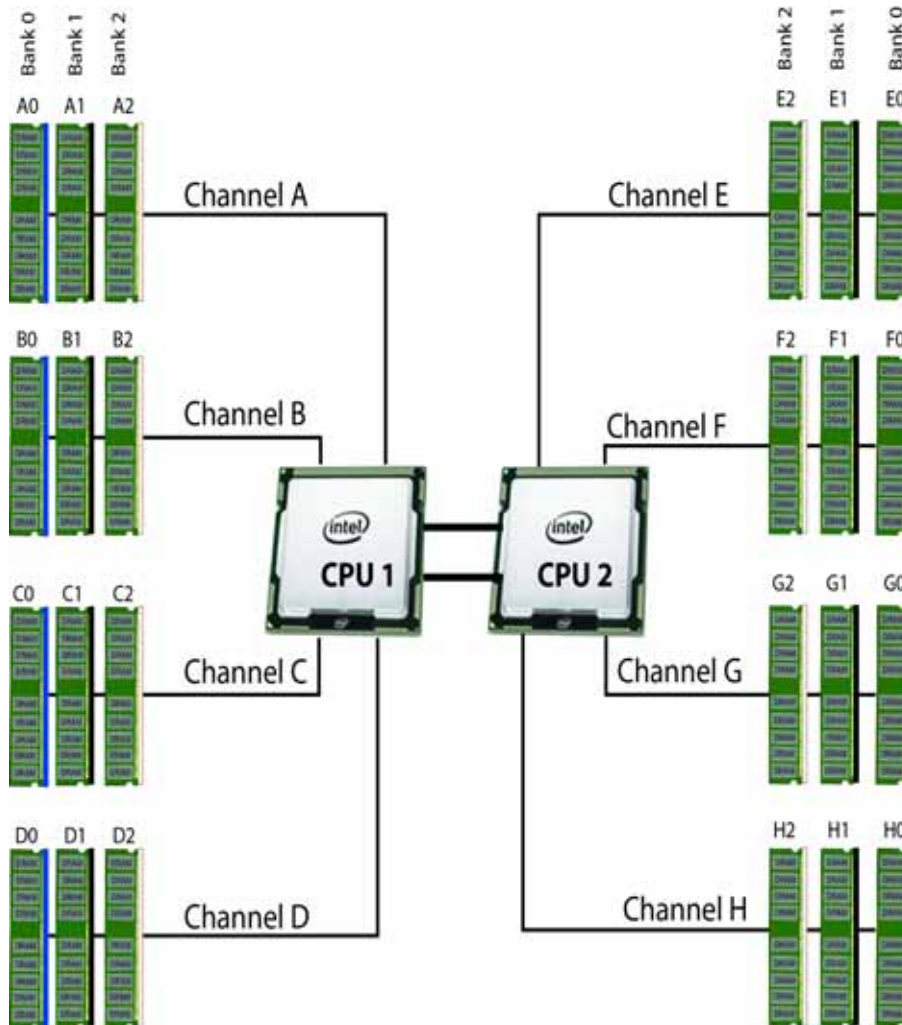 Bank 0 Bank 1 Bank 2
Bank 2 Bank 1 Bank 0
A0 A1 A2
E2 E1 E0
Channel A
Channel E
B0 B1 B2
F2 F1 F0
Channel B
Channel F
intel
CPU 1
intel
CPU 2
C0 C1 C2
G2 G1 G0
Channel C
Channel G
D0 D1 D2
H2 H1 H0
Channel D
Channel H